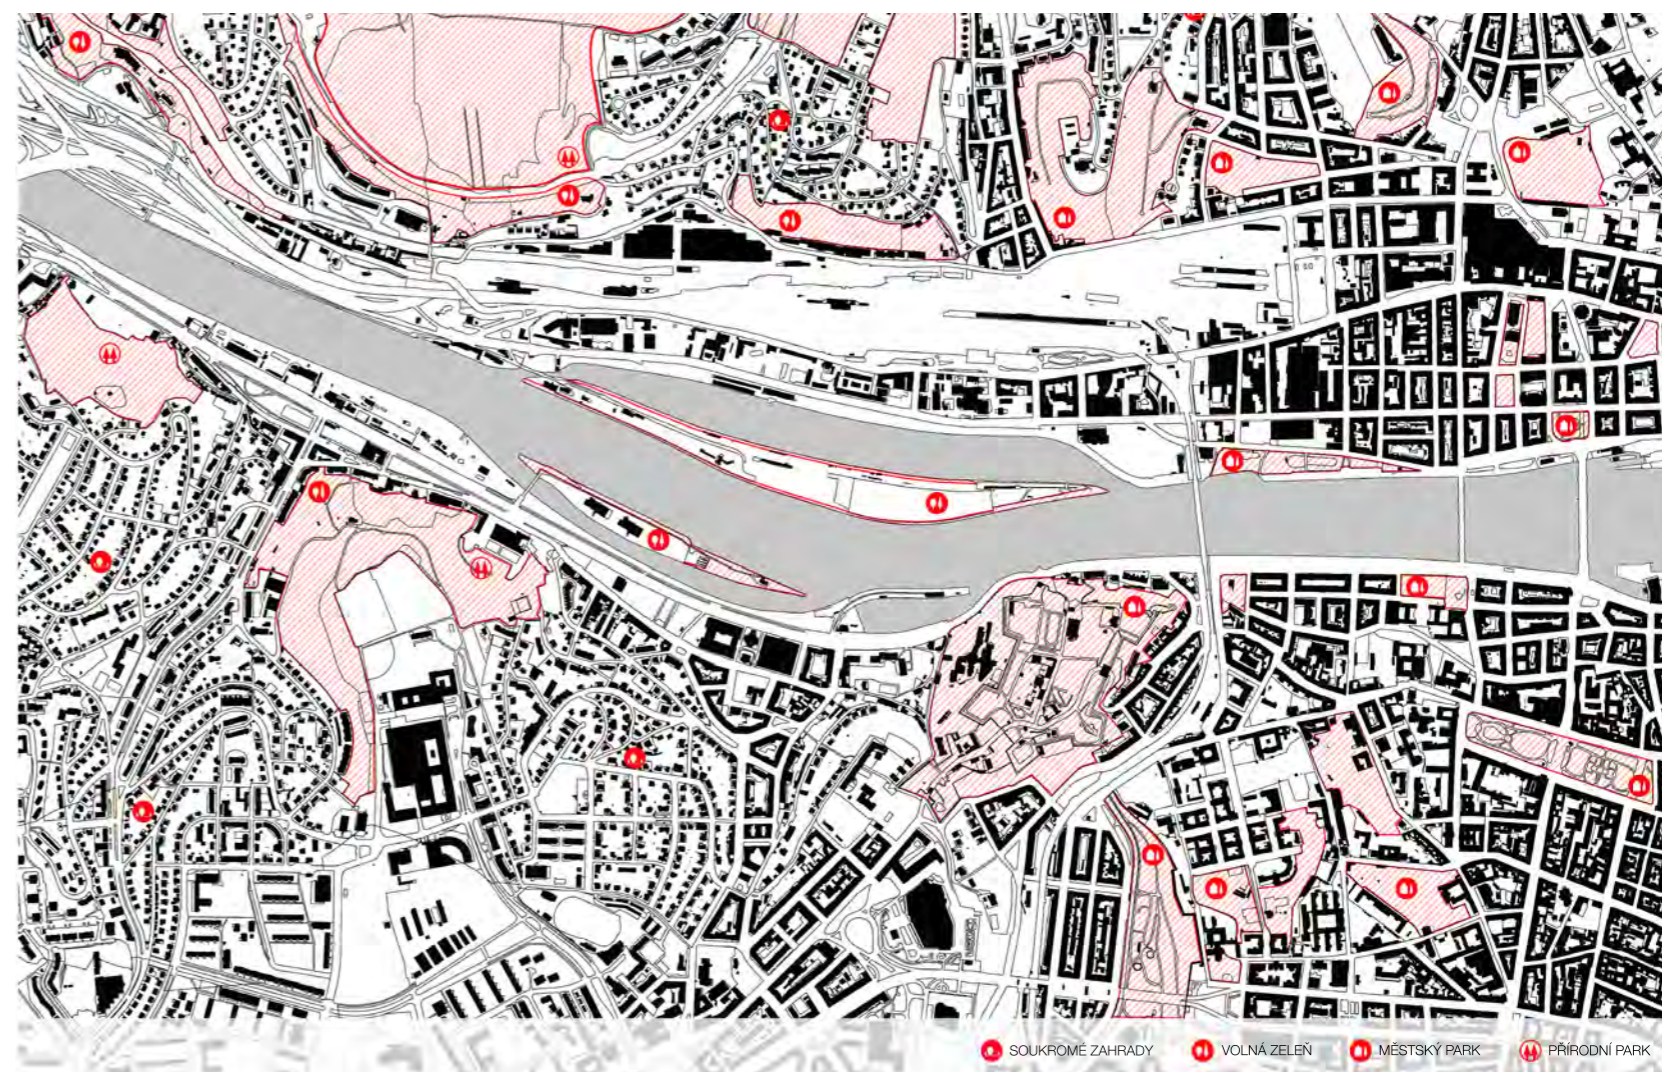 SOUKROMÉ ZAHRADY
VOLNÁ ZELEŇ
MĚSTSKÝ PARK
PŘÍRODNÍ PARK